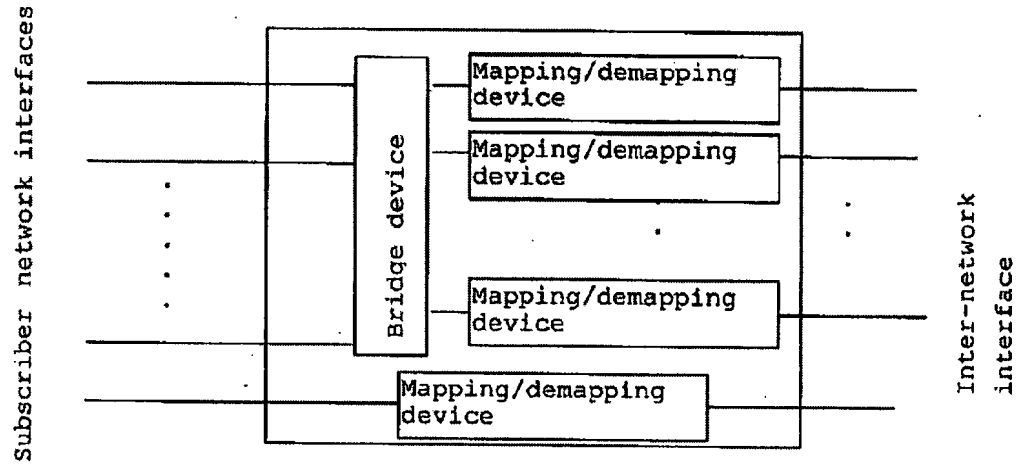 Subscriber network interfaces
Bridge device
Mapping/demapping
device
Mapping/demapping
device
Mapping/demapping
device
Mapping/demapping
device
Inter-network
interface